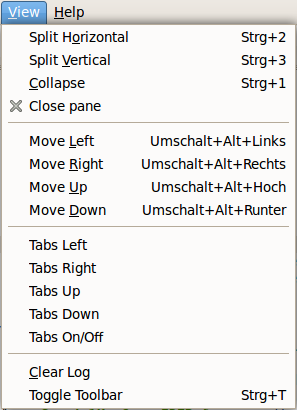 View Help
Split Horizontal Strg+2
Split Vertical Strg+3
Collapse Strg+1
Close pane
Move Left Umschalt+Alt+Links
Move Right Umschalt+Alt+Rechts
Move Up Umschalt+Alt+Hoch
Move Down Umschalt+Alt+Runter
Tabs Left
Tabs Right
Tabs Up
Tabs Down
Tabs On/Off
Clear Log
Toggle Toolbar Strg+T